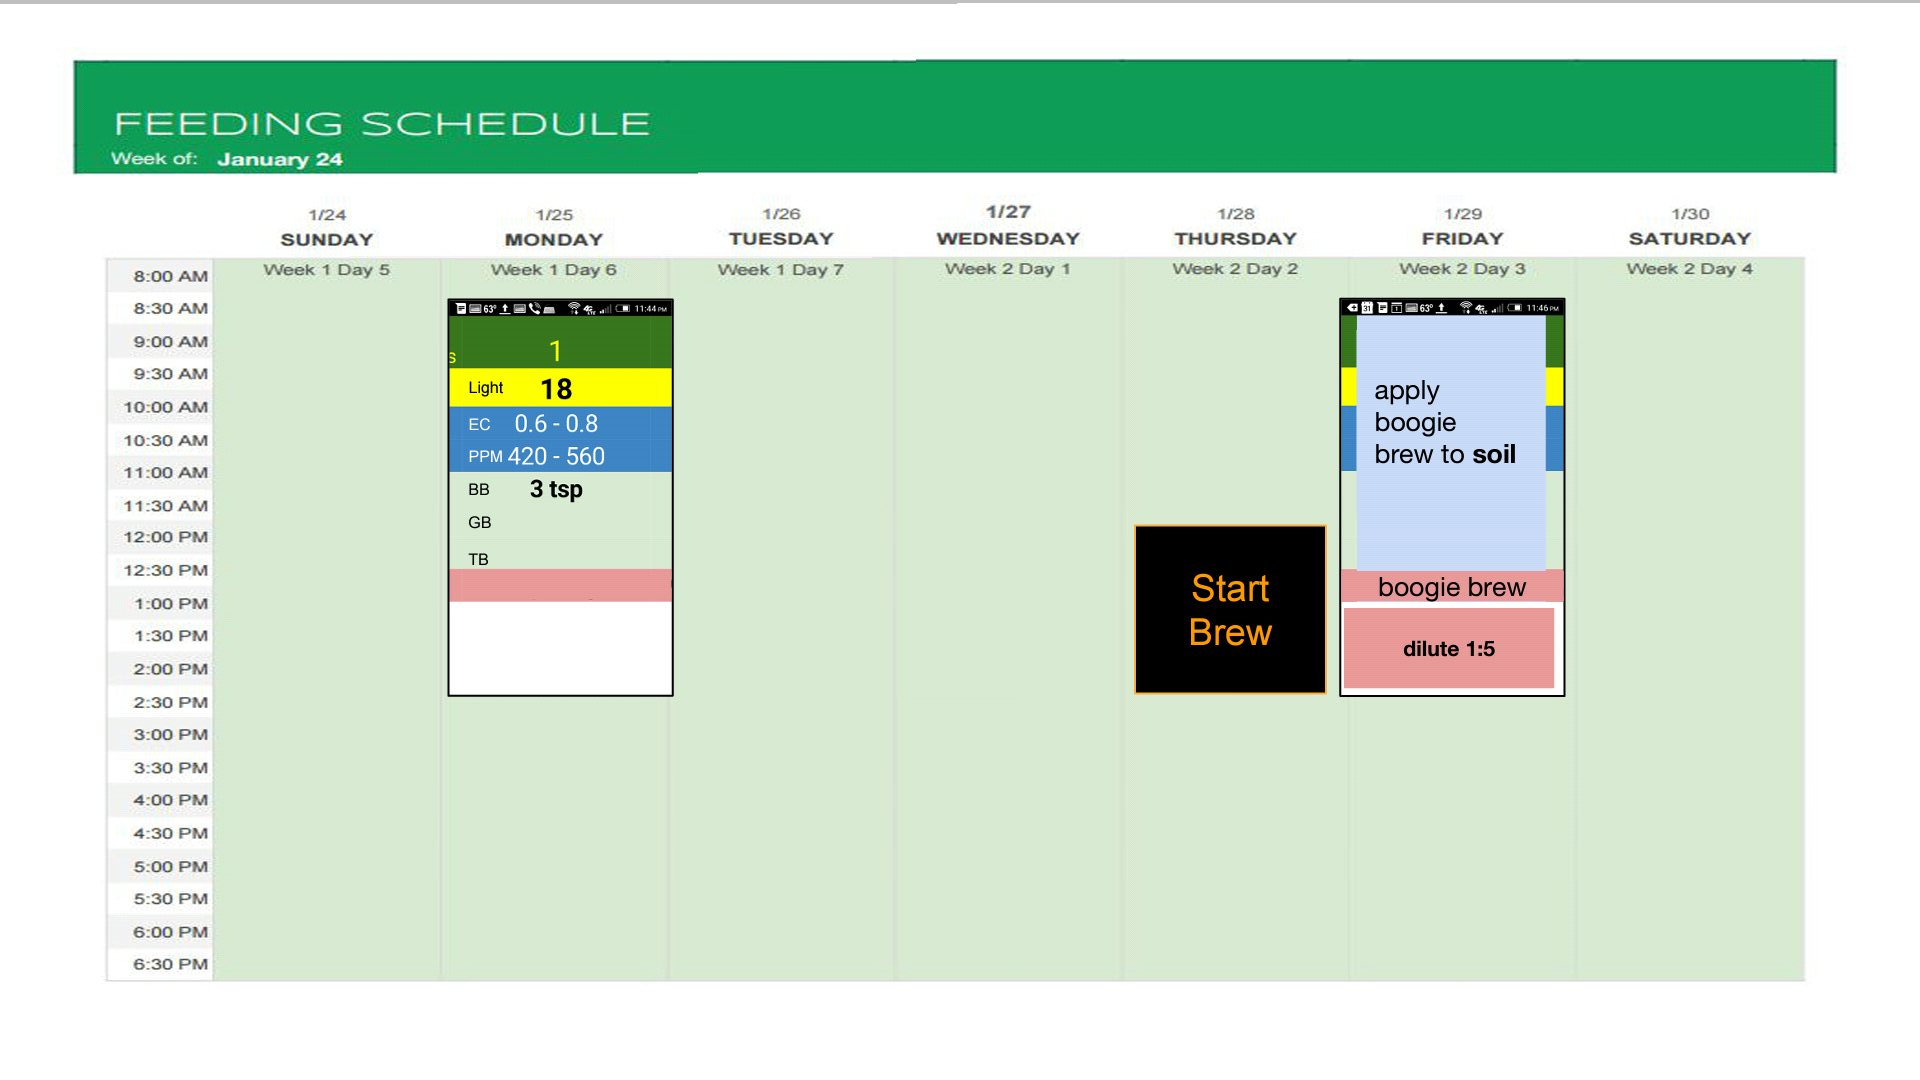 FEEDING SCHEDULE
Week of: January 24
1/24 1/25 1/26 1/27 1/28 1/29 1/30
SUNDAY MONDAY TUESDAY WEDNESDAY THURSDAY FRIDAY SATURDAY
Week 1 Day 5 Week 1 Day 6 Week 1 Day 7 Week 2 Day 1 Week 2 Day 2 Week 2 Day 3 Week 2 Day 4
8:00 AM
8:30 AM
9:00 AM
9:30 AM
10:00 AM
10:30 AM
11:00 AM
11:30 AM
12:00 PM
12:30 PM
1:00 PM
1:30 PM
2:00 PM
2:30 PM
3:00 PM
3:30 PM
4:00 PM
4:30 PM
5:00 PM
5:30 PM
6:00 PM
6:30 PM
63° 4G LTE 11:44 PM
s 1
Light 18
EC 0.6 - 0.8
PPM 420 - 560
BB 3 tsp
GB
TB
Start
Brew
31 63° 4G LTE 11:46 PM
apply
boogie
brew to soil
boogie brew
dilute 1:5